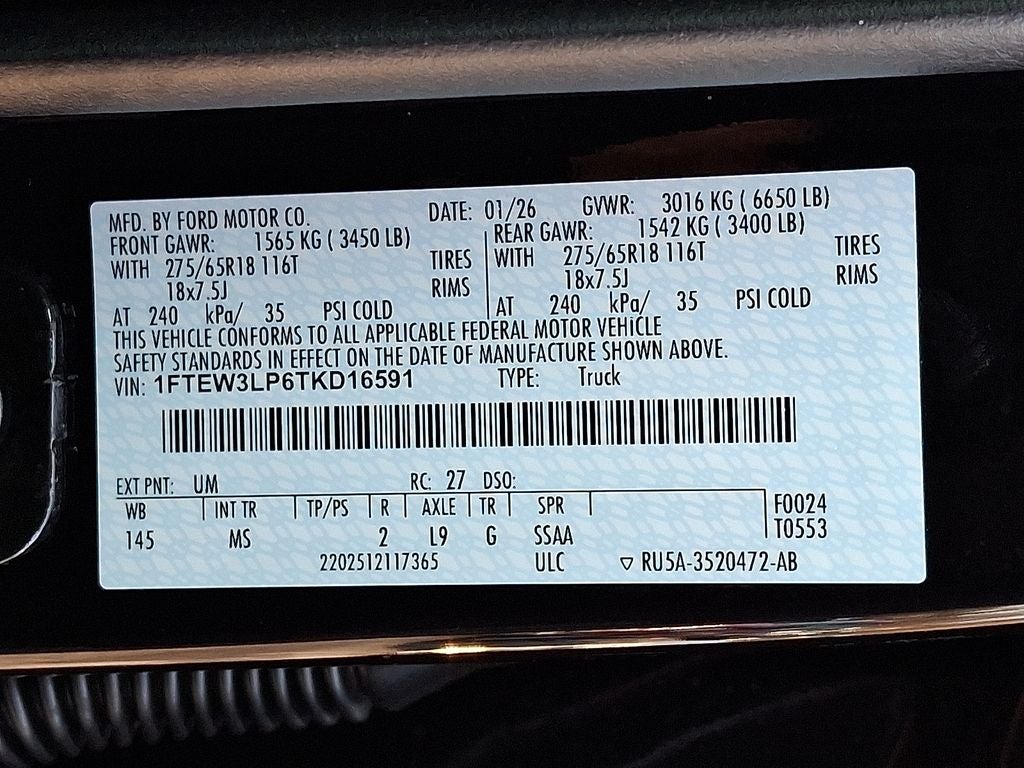 MFD. BY FORD MOTOR CO. DATE: 01/26 GVWR: 3016 KG ( 6650 LB)
FRONT GAWR: 1565 KG ( 3450 LB) REAR GAWR: 1542 KG ( 3400 LB)
WITH 275/65R18 116T TIRES WITH 275/65R18 116T TIRES
18x7.5J RIMS 18x7.5J RIMS
AT 240 kPa/ 35 PSI COLD AT 240 kPa/ 35 PSI COLD
THIS VEHICLE CONFORMS TO ALL APPLICABLE FEDERAL MOTOR VEHICLE
SAFETY STANDARDS IN EFFECT ON THE DATE OF MANUFACTURE SHOWN ABOVE.
VIN: 1FTEW3LP6TKD16591 TYPE: Truck
EXT PNT: UM RC: 27 DSO:
WB INT TR TP/PS R AXLE TR SPR F0024
145 MS 2 L9 G SSAA T0553
2202512117365 ULC ▽ RU5A-3520472-AB